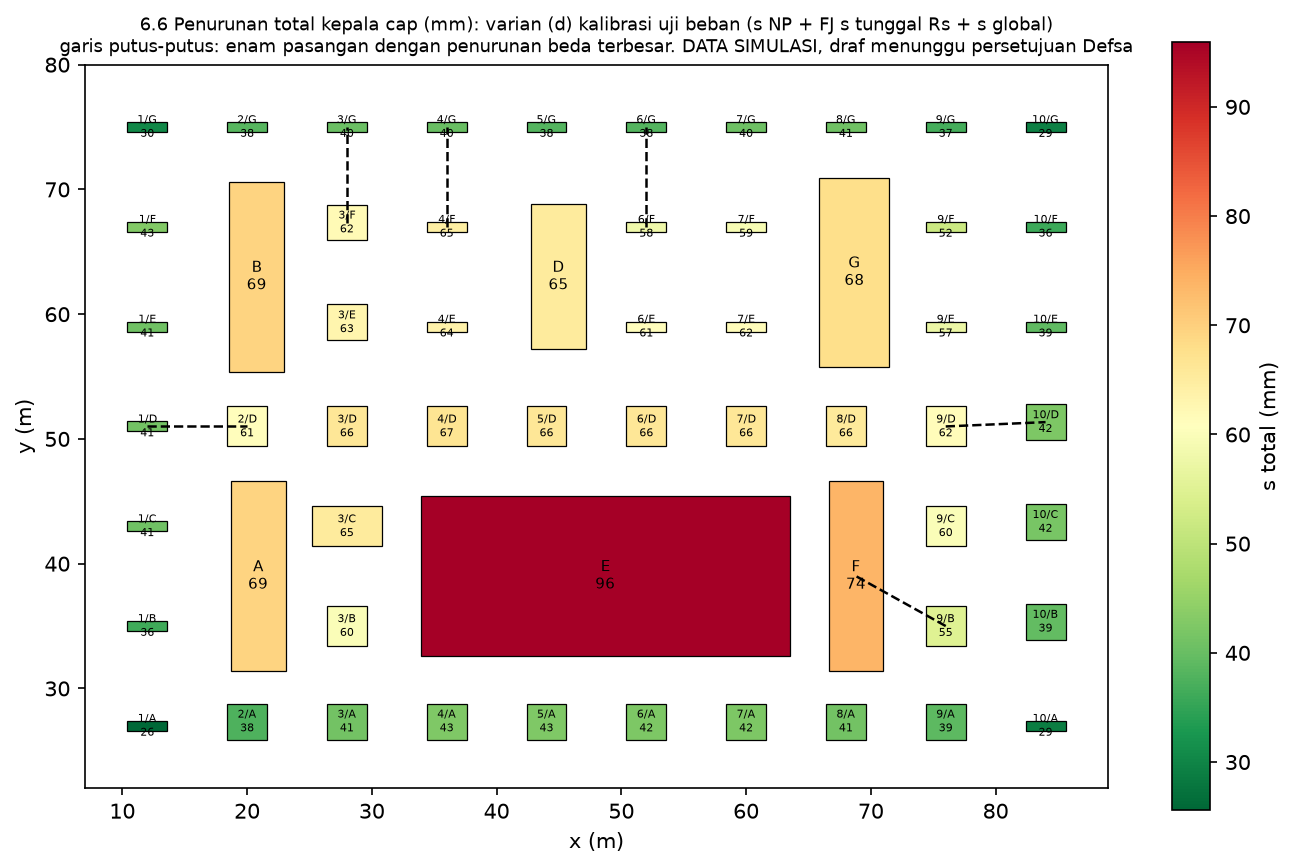 6.6 Penurunan total kepala cap (mm): varian (d) kalibrasi uji beban (s NP + FJ s tunggal Rs + s global)
garis putus-putus: enam pasangan dengan penurunan beda terbesar. DATA SIMULASI, draf menunggu persetujuan Defsa
80
70
60
50
40
30
y (m)
1/G
30
2/G
38
3/G
40
4/G
40
5/G
38
6/G
38
7/G
40
8/G
41
9/G
37
10/G
29
1/F
43
B
69
3/F
62
4/F
65
D
65
6/F
58
7/F
59
G
68
9/F
52
10/F
36
1/E
41
3/E
63
4/E
64
6/E
61
7/E
62
9/E
57
10/E
39
1/D
41
2/D
61
3/D
66
4/D
67
5/D
66
6/D
66
7/D
66
8/D
66
9/D
62
10/D
42
1/C
41
A
69
3/C
65
E
96
F
74
9/C
60
10/C
42
1/B
36
3/B
60
9/B
55
10/B
39
1/A
26
2/A
38
3/A
41
4/A
43
5/A
43
6/A
42
7/A
42
8/A
41
9/A
39
10/A
29
10
20
30
40
50
60
70
80
x (m)
90
80
70
60
50
40
30
s total (mm)